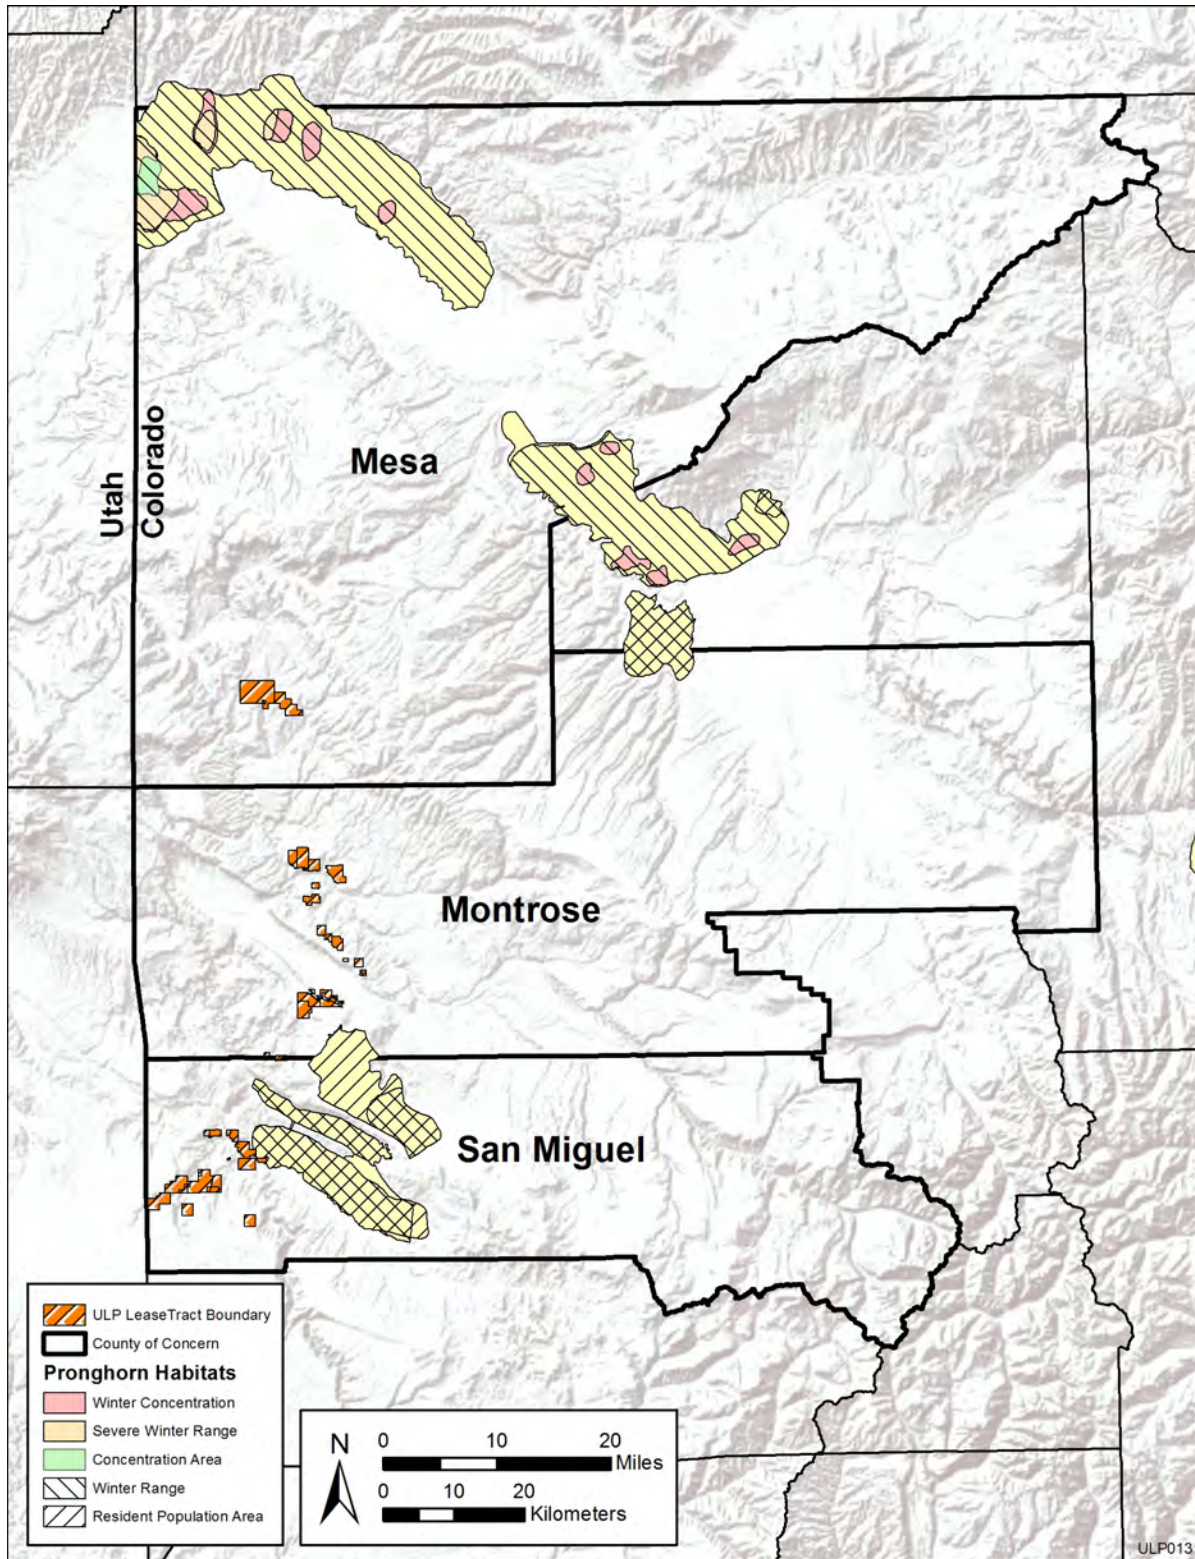 Utah
Colorado
Mesa
Montrose
San Miguel
ULP LeaseTract Boundary
County of Concern
Pronghorn Habitats
Winter Concentration
Severe Winter Range
Concentration Area
Winter Range
Resident Population Area
N
0 10 20
Miles
0 10 20
Kilometers
ULP013